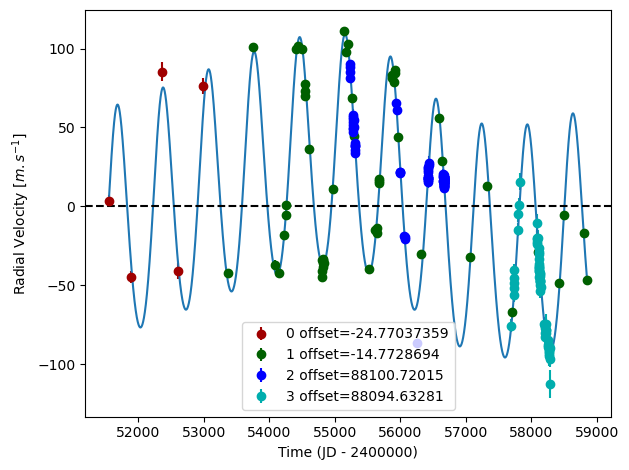 100
50
0
−50
−100
Radial Velocity [m. s⁻¹]
0 offset=-24.77037359
1 offset=-14.7728694
2 offset=88100.72015
3 offset=88094.63281
52000 53000 54000 55000 56000 57000 58000 59000
Time (JD - 2400000)